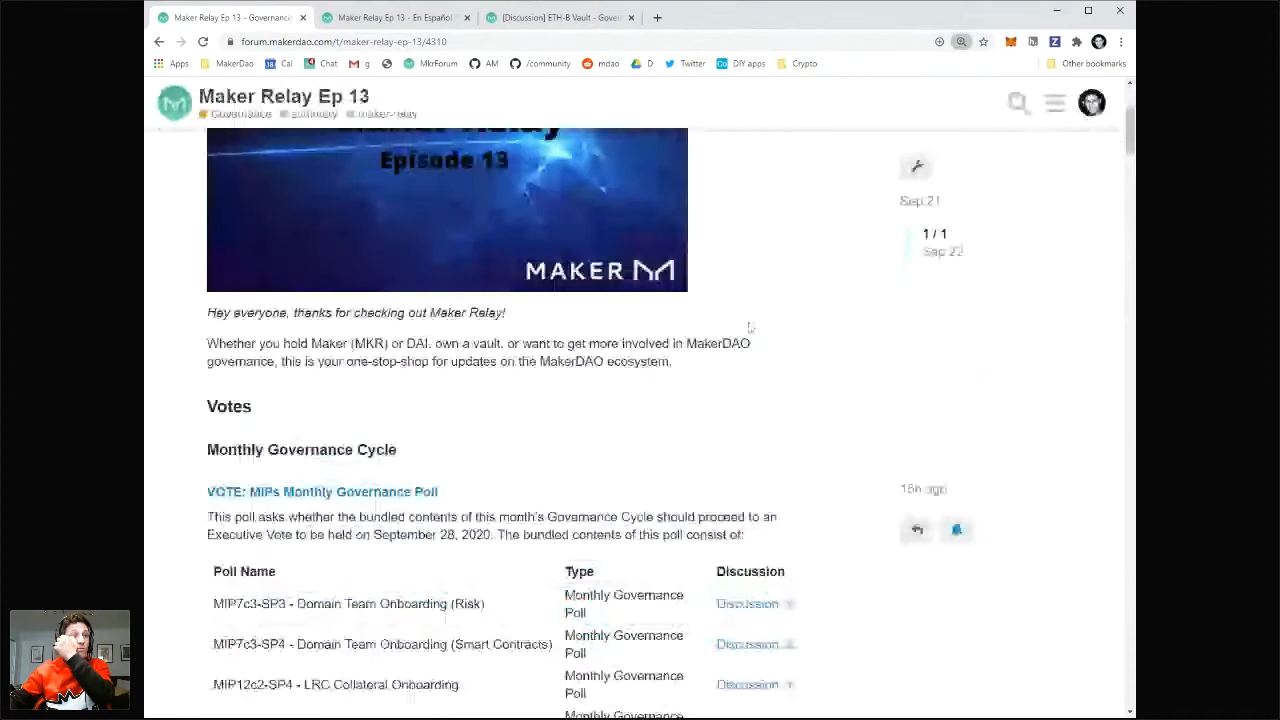 Maker Relay Ep 13 - Governance
Maker Relay Ep 13 - En Español
[Discussion] ETH-B Vault - Gover
forum.makerdao.com/t/maker-relay-ep-13/4310
Apps MakerDao Cal Chat g MkrForum AM /community mdao D Twitter DIY apps Crypto Other bookmarks
Maker Relay Ep 13
Governance summary maker-relay
Episode 13
MAKER
Sep 21
1 / 1
Sep 22
Hey everyone, thanks for checking out Maker Relay!
Whether you hold Maker (MKR) or DAI, own a vault, or want to get more involved in MakerDAO
governance, this is your one-stop-shop for updates on the MakerDAO ecosystem.
Votes
Monthly Governance Cycle
VOTE: MIPs Monthly Governance Poll
This poll asks whether the bundled contents of this month's Governance Cycle should proceed to an
Executive Vote to be held on September 28, 2020. The bundled contents of this poll consist of:
Poll Name Type Discussion
MIP7c3-SP3 - Domain Team Onboarding (Risk) Monthly Governance
Poll Discussion
MIP7c3-SP4 - Domain Team Onboarding (Smart Contracts) Monthly Governance
Poll Discussion
MIP12c2-SP4 - LRC Collateral Onboarding Monthly Governance
Poll Discussion
Monthly Governance